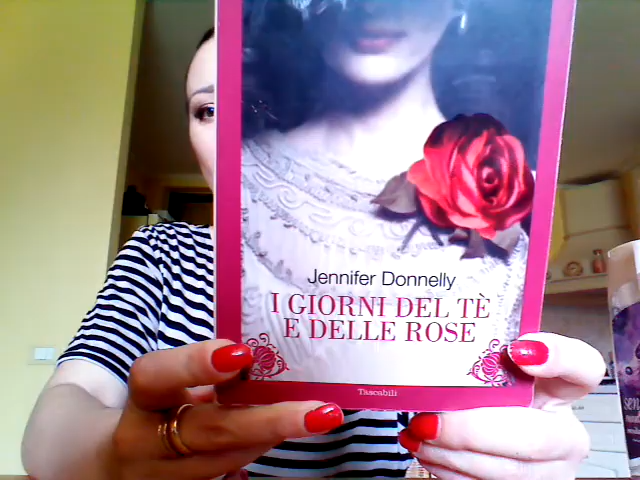 Jennifer Donnelly
I GIORNI DEL TÈ
E DELLE ROSE
Tascabili